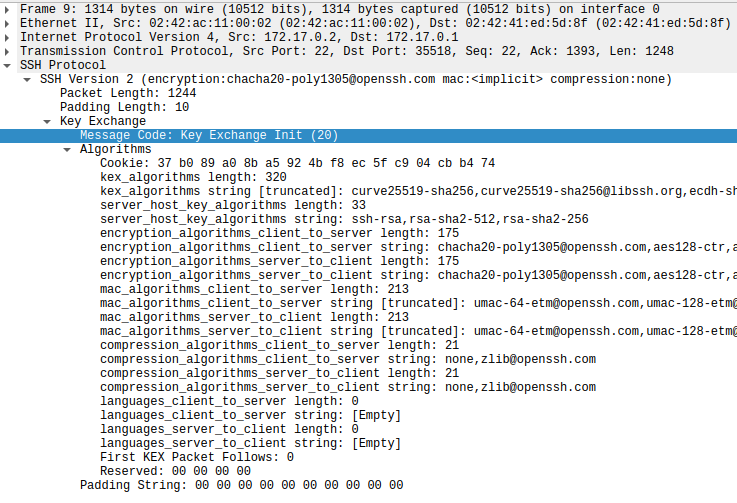 Frame 9: 1314 bytes on wire (10512 bits), 1314 bytes captured (10512 bits) on interface 0
Ethernet II, Src: 02:42:ac:11:00:02 (02:42:ac:11:00:02), Dst: 02:42:41:ed:5d:8f (02:42:41:ed:5d:8f)
Internet Protocol Version 4, Src: 172.17.0.2, Dst: 172.17.0.1
Transmission Control Protocol, Src Port: 22, Dst Port: 35518, Seq: 22, Ack: 1393, Len: 1248
SSH Protocol
SSH Version 2 (encryption:chacha20-poly1305@openssh.com mac:<implicit> compression:none)
Packet Length: 1244
Padding Length: 10
Key Exchange
Message Code: Key Exchange Init (20)
Algorithms
Cookie: 37 b0 89 a0 8b a5 92 4b f8 ec 5f c9 04 cb b4 74
kex_algorithms length: 320
kex_algorithms string [truncated]: curve25519-sha256,curve25519-sha256@libssh.org,ecdh-sh
server_host_key_algorithms length: 33
server_host_key_algorithms string: ssh-rsa,rsa-sha2-512,rsa-sha2-256
encryption_algorithms_client_to_server length: 175
encryption_algorithms_client_to_server string: chacha20-poly1305@openssh.com,aes128-ctr,a
encryption_algorithms_server_to_client length: 175
encryption_algorithms_server_to_client string: chacha20-poly1305@openssh.com,aes128-ctr,a
mac_algorithms_client_to_server length: 213
mac_algorithms_client_to_server string [truncated]: umac-64-etm@openssh.com,umac-128-etm@
mac_algorithms_server_to_client length: 213
mac_algorithms_server_to_client string [truncated]: umac-64-etm@openssh.com,umac-128-etm@
compression_algorithms_client_to_server length: 21
compression_algorithms_client_to_server string: none,zlib@openssh.com
compression_algorithms_server_to_client length: 21
compression_algorithms_server_to_client string: none,zlib@openssh.com
languages_client_to_server length: 0
languages_client_to_server string: [Empty]
languages_server_to_client length: 0
languages_server_to_client string: [Empty]
First KEX Packet Follows: 0
Reserved: 00 00 00 00
Padding String: 00 00 00 00 00 00 00 00 00 00